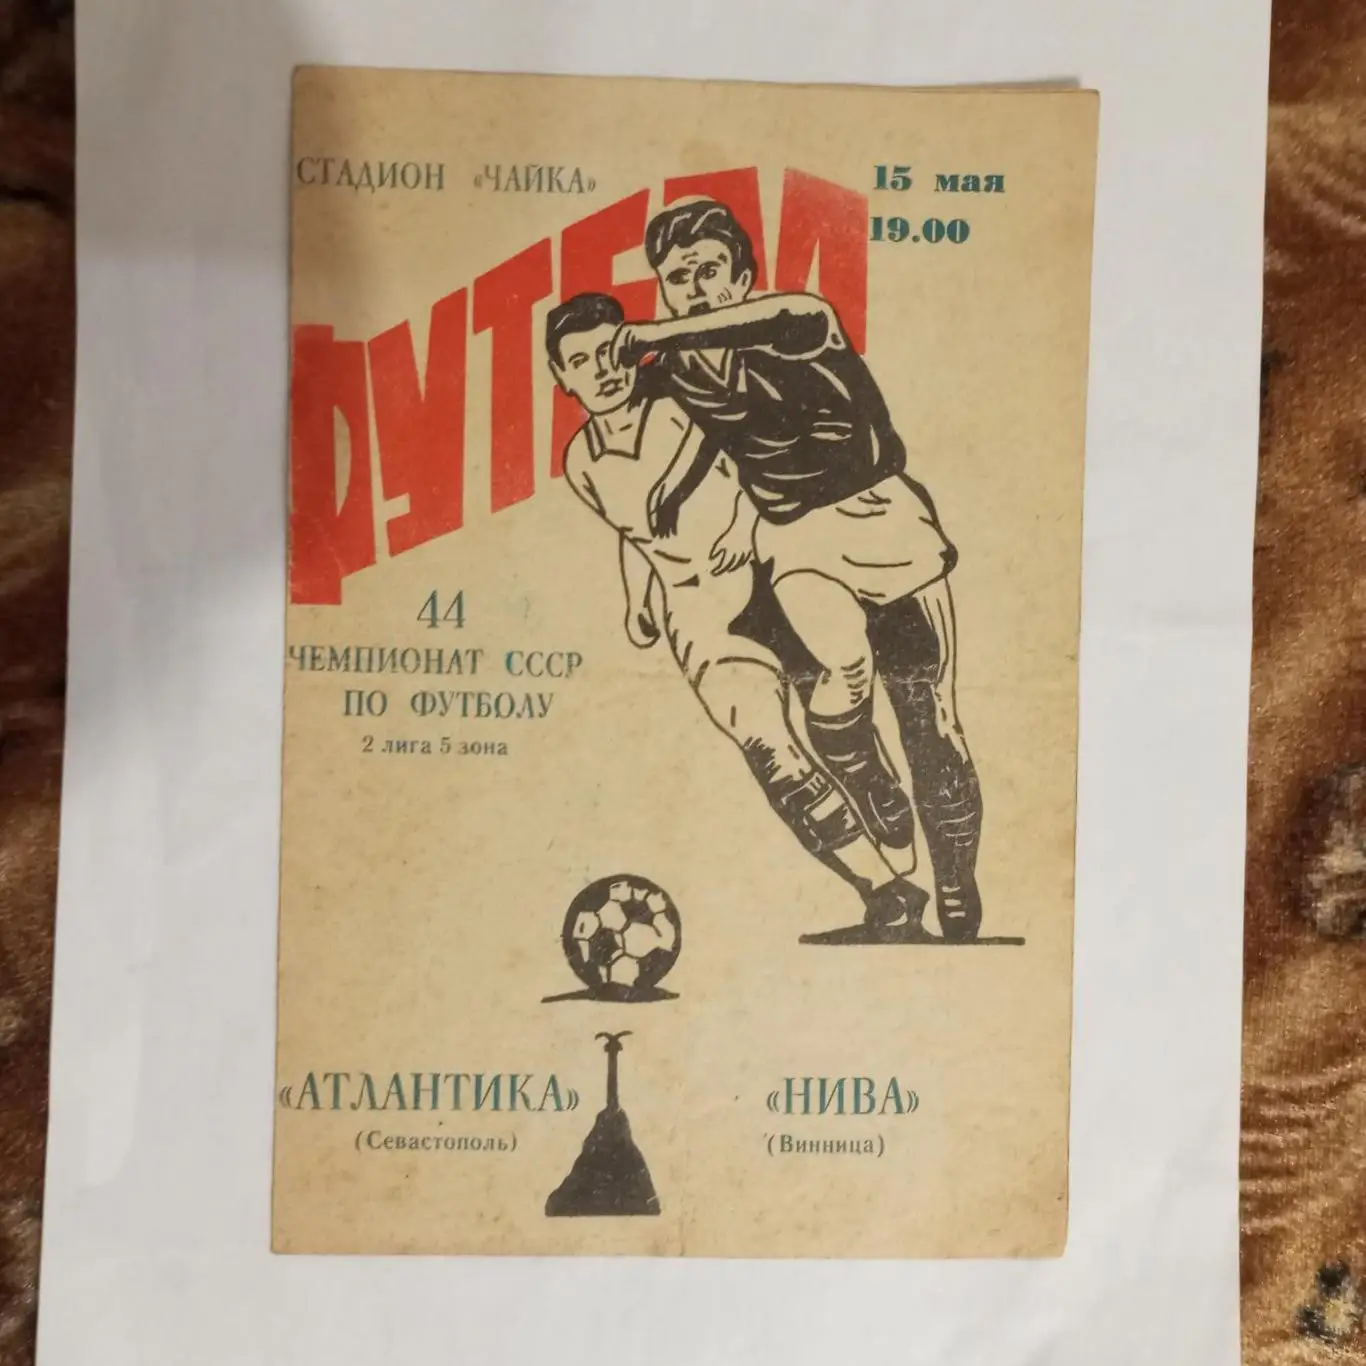 СТАДИОН «ЧАЙКА»
15 мая
19.00
ФУТБОЛ
44
ЧЕМПИОНАТ СССР
ПО ФУТБОЛУ
2 лига 5 зона
«АТЛАНТИКА»
(Севастополь)
«НИВА»
(Винница)